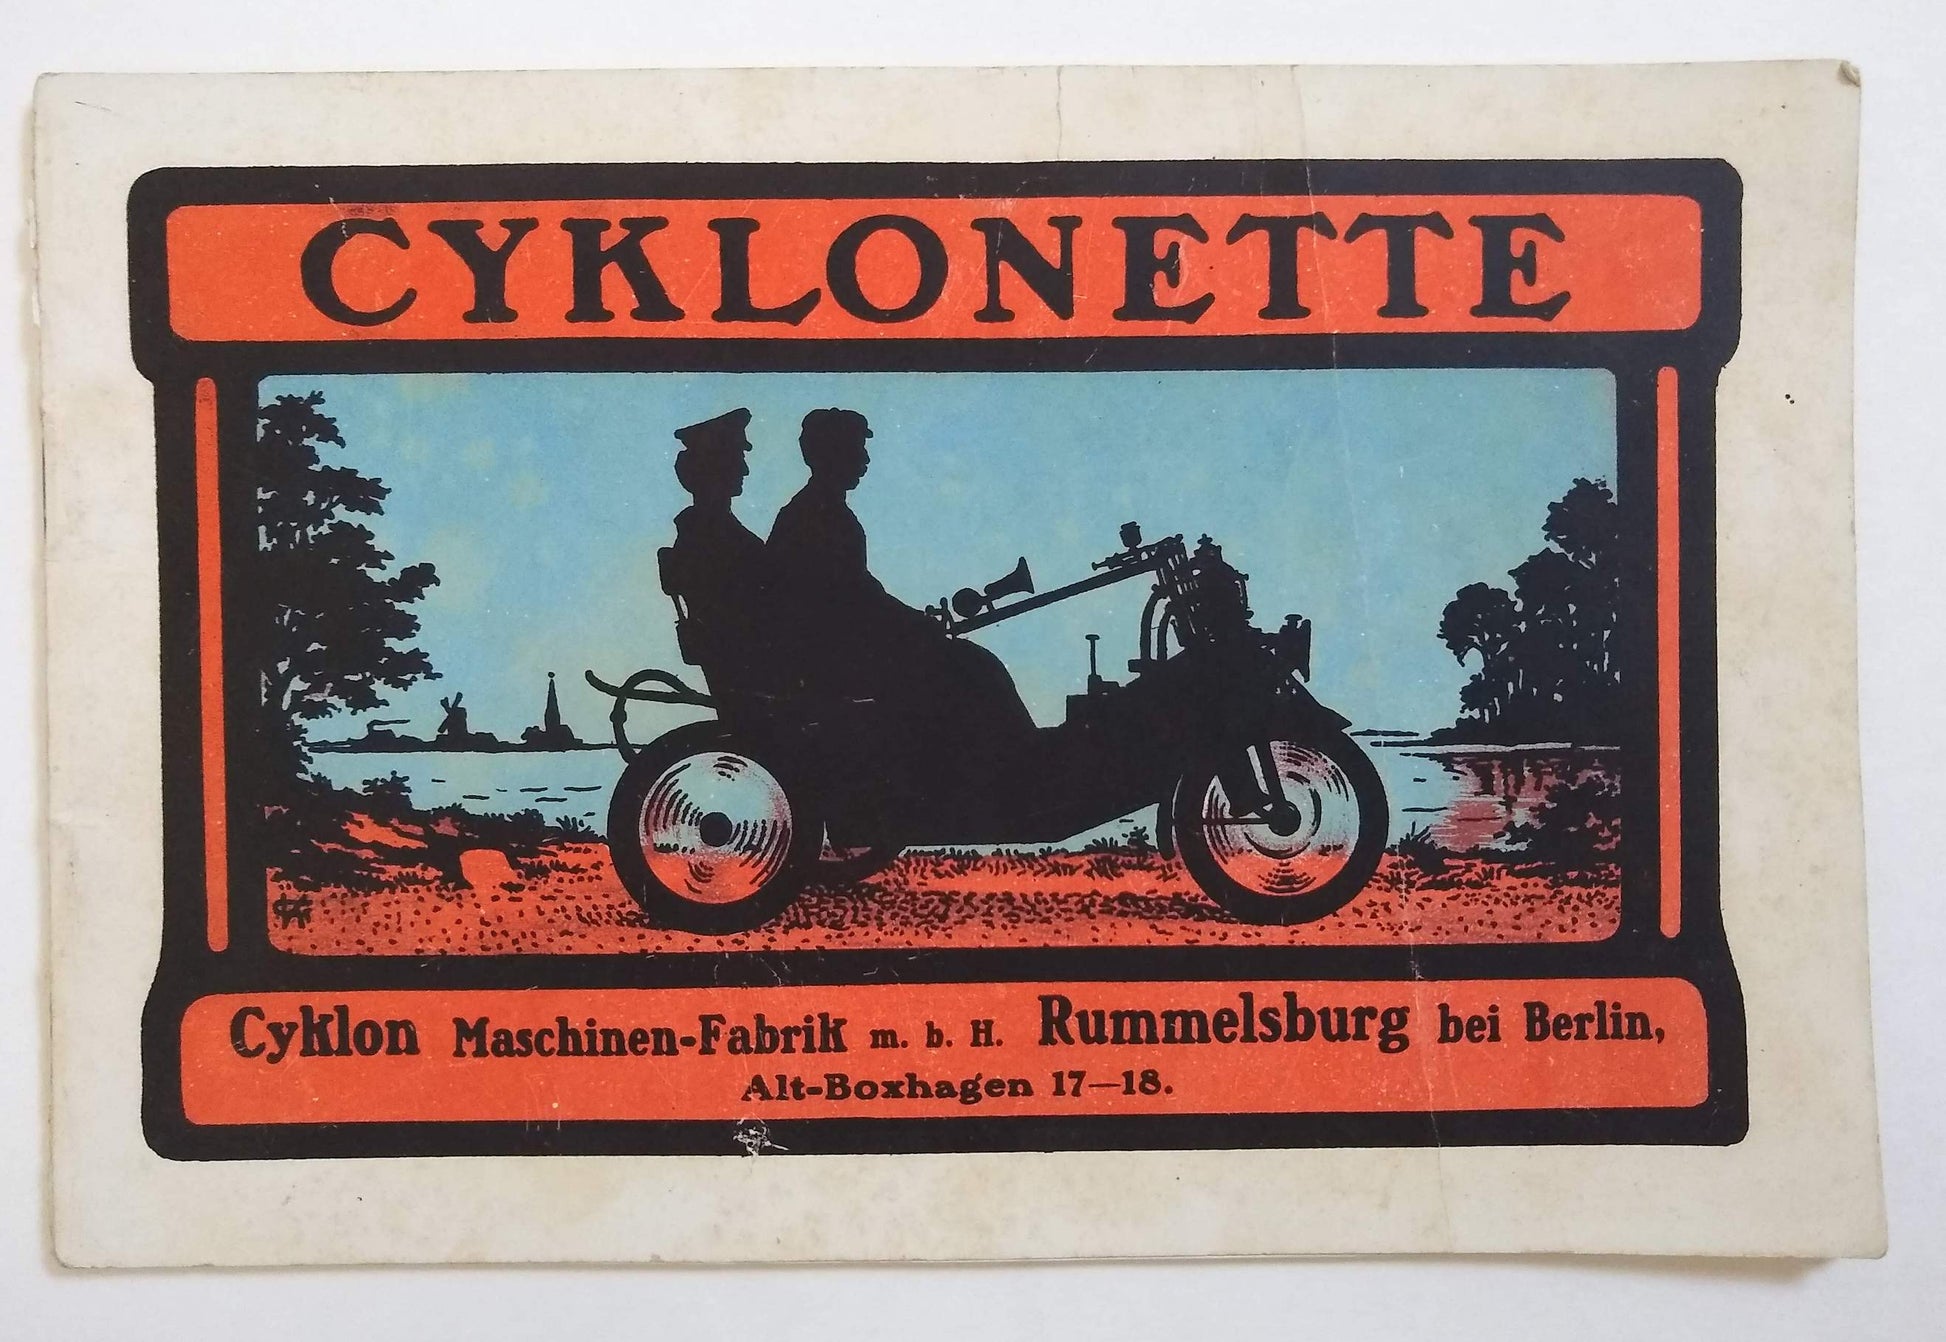 CYKLONETTE
Cyklon Maschinen-Fabrik m. b. H. Rummelsburg bei Berlin,
Alt-Boxhagen 17—18.